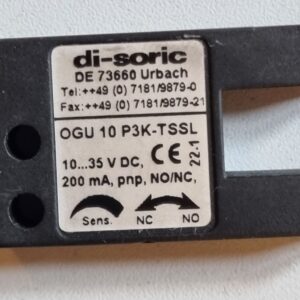 di-soric
DE 73660 Urbach
Tel:++49 (0) 7181/9879-0
Fax:++49 (0) 7181/9879-21
OGU 10 P3K-TSSL
10...35 V DC, CE
200 mA, pnp, NO/NC,
22.1
Sens. NC NO